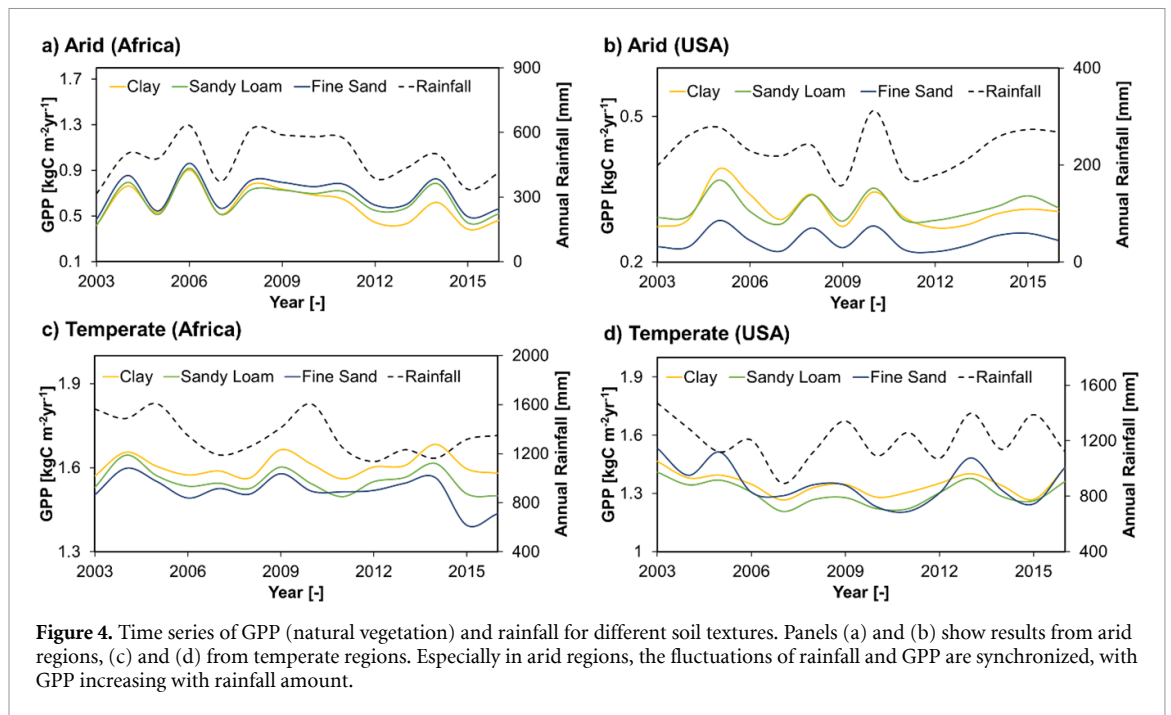 a) Arid (Africa)
Clay Sandy Loam Fine Sand Rainfall
GPP [kgC m-2yr-1]
1.7
1.3
0.9
0.5
0.1
900
600
300
0
Annual Rainfall [mm]
2003 2006 2009 2012 2015
Year [-]
b) Arid (USA)
Clay Sandy Loam Fine Sand Rainfall
GPP [kgC m-2yr-1]
0.5
0.2
400
200
0
Annual Rainfall [mm]
2003 2006 2009 2012 2015
Year [-]
c) Temperate (Africa)
Clay Sandy Loam Fine Sand Rainfall
GPP [kgC m-2yr-1]
1.9
1.6
1.3
2000
1600
1200
800
400
Annual Rainfall [mm]
2003 2006 2009 2012 2015
Year [-]
d) Temperate (USA)
Clay Sandy Loam Fine Sand Rainfall
GPP [kgC m-2yr-1]
1.9
1.6
1.3
1
1600
1200
800
400
Annual Rainfall [mm]
2003 2006 2009 2012 2015
Year [-]
Figure 4. Time series of GPP (natural vegetation) and rainfall for different soil textures. Panels (a) and (b) show results from arid
regions, (c) and (d) from temperate regions. Especially in arid regions, the fluctuations of rainfall and GPP are synchronized, with
GPP increasing with rainfall amount.